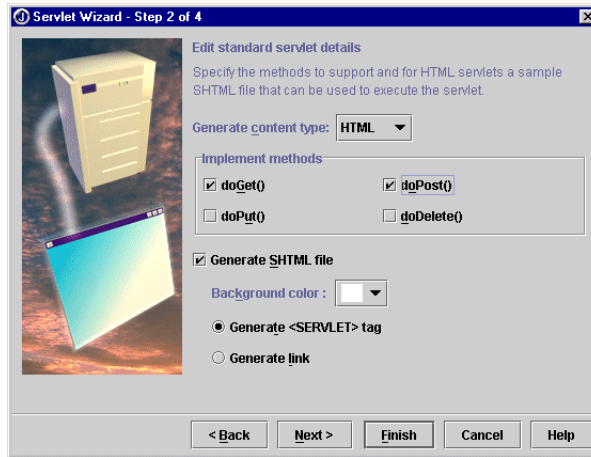 Servlet Wizard - Step 2 of 4
Edit standard servlet details
Specify the methods to support and for HTML servlets a sample
SHTML file that can be used to execute the servlet.
Generate content type: HTML
Implement methods
doGet() doPost()
doPut() doDelete()
Generate SHTML file
Background color :
Generate <SERVLET> tag
Generate link
< Back Next > Finish Cancel Help